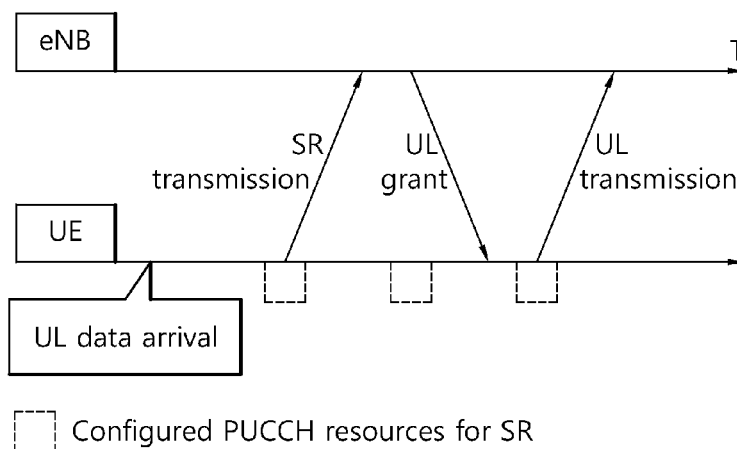 eNB
T
SR
transmission
UL
grant
UL
transmission
UE
UL data arrival
Configured PUCCH resources for SR